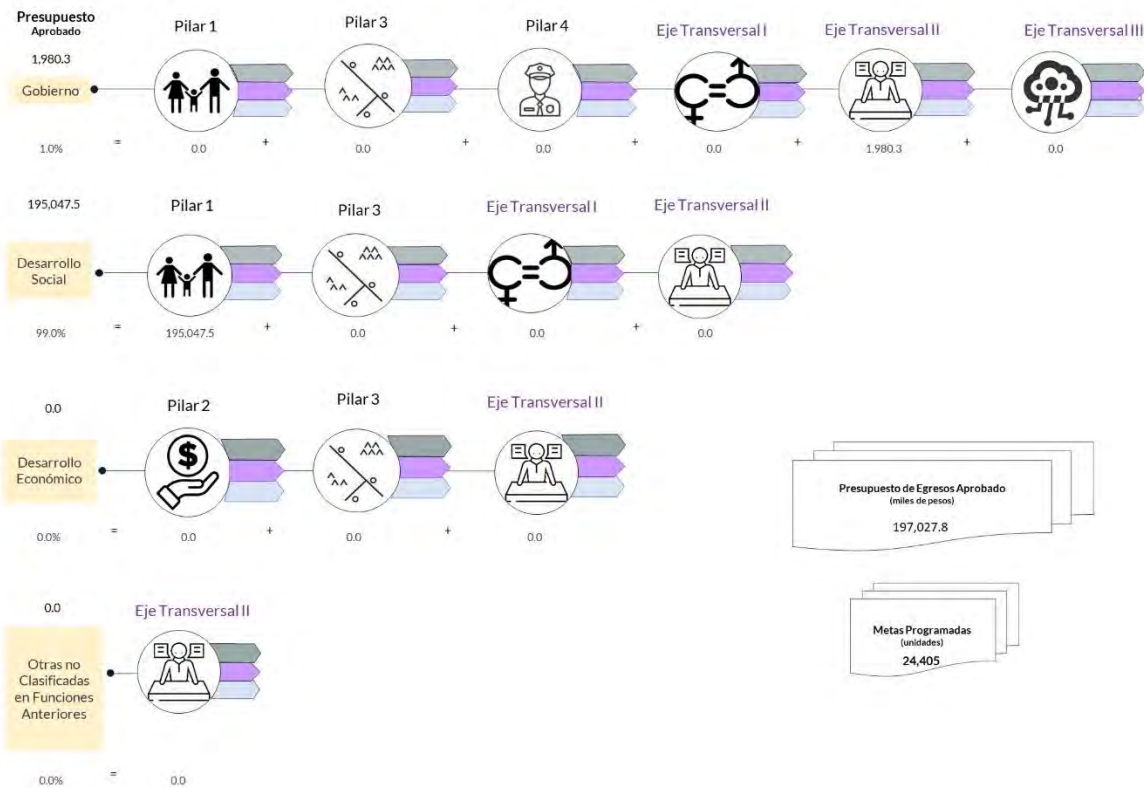 Presupuesto
Aprobado
1,980.3
Gobierno
1.0%
=
Pilar 1
0.0
+
Pilar 3
0.0
+
Pilar 4
0.0
+
Eje Transversal I
0.0
+
Eje Transversal II
1,980.3
+
Eje Transversal III
0.0
195,047.5
Desarrollo
Social
99.0%
=
Pilar 1
195,047.5
+
Pilar 3
0.0
+
Eje Transversal I
0.0
+
Eje Transversal II
0.0
0.0
Desarrollo
Económico
0.0%
=
Pilar 2
$
0.0
+
Pilar 3
0.0
+
Eje Transversal II
0.0
Presupuesto de Egresos Aprobado
(miles de pesos)
197,027.8
Metas Programadas
(unidades)
24,405
0.0
Otras no
Clasificadas
en Funciones
Anteriores
0.0%
=
Eje Transversal II
0.0